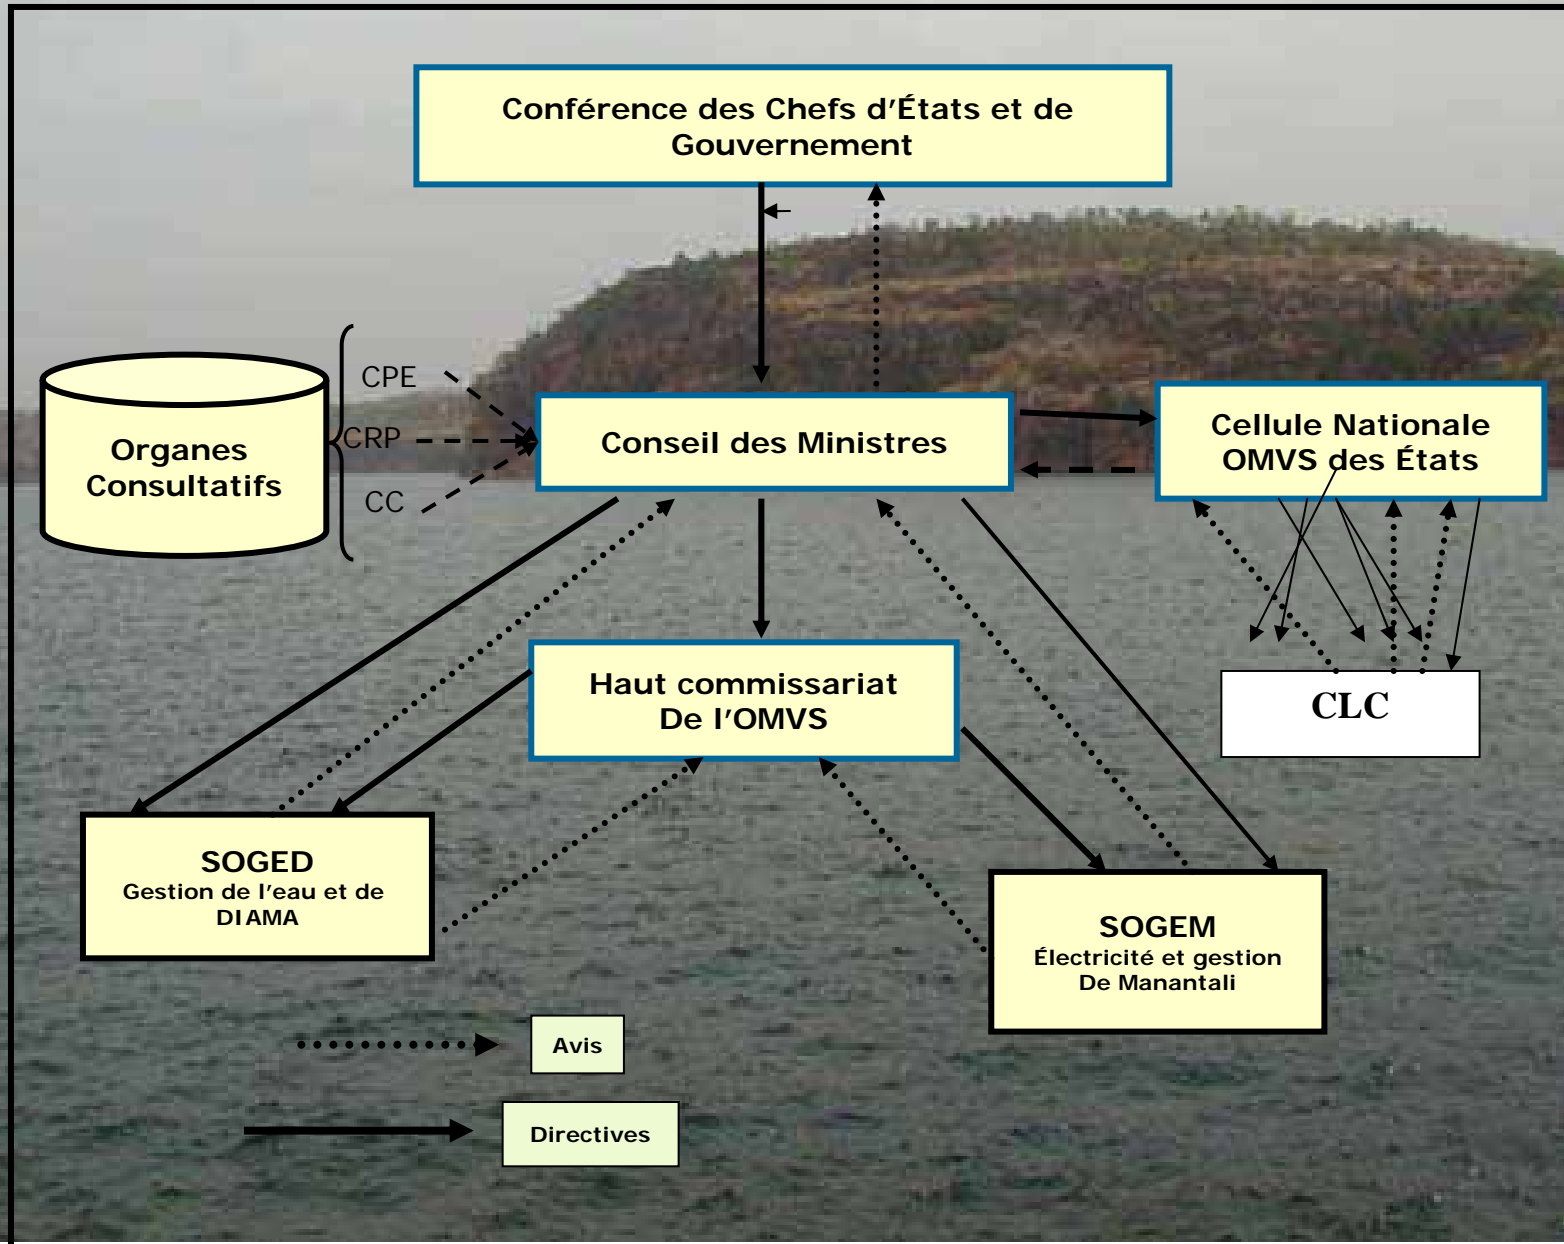 Conférence des Chefs d'États et de
Gouvernement
CPE
CRP
CC
Organes
Consultatifs
Conseil des Ministres
Cellule Nationale
OMVS des États
Haut commissariat
De l'OMVS
CLC
SOGED
Gestion de l'eau et de
DIAMA
SOGEM
Électricité et gestion
De Manantali
Avis
Directives